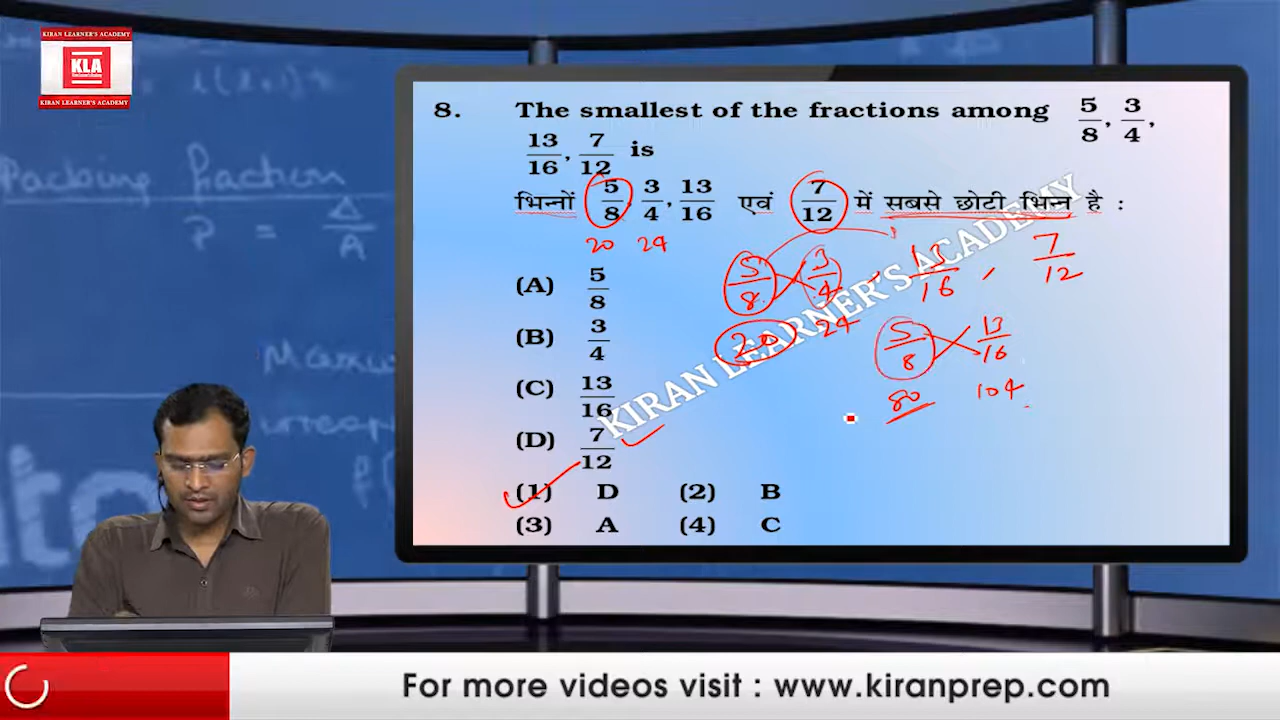 KIRAN LEARNER'S ACADEMY
KLA
KIRAN LEARNER'S ACADEMY
8. The smallest of the fractions among 5/8, 3/4,
13/16, 7/12 is
भिन्नों 5/8, 3/4, 13/16 एवं 7/12 में सबसे छोटी भिन्न है :
20 24
5/8 3/4, 13/16, 7/12
20 24
5/8 13/16
80 104
(A) 5/8
(B) 3/4
(C) 13/16
(D) 7/12
(1) D (2) B
(3) A (4) C
KIRAN LEARNER'S ACADEMY
Packing fraction
P = Δ/A
For more videos visit : www.kiranprep.com